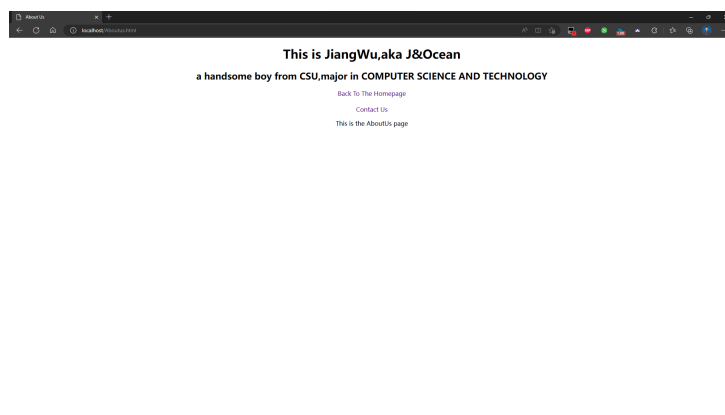 About Us
localhost/Aboutus.html
This is JiangWu,aka J&Ocean
a handsome boy from CSU,major in COMPUTER SCIENCE AND TECHNOLOGY
Back To The Homepage
Contact Us
This is the AboutUs page